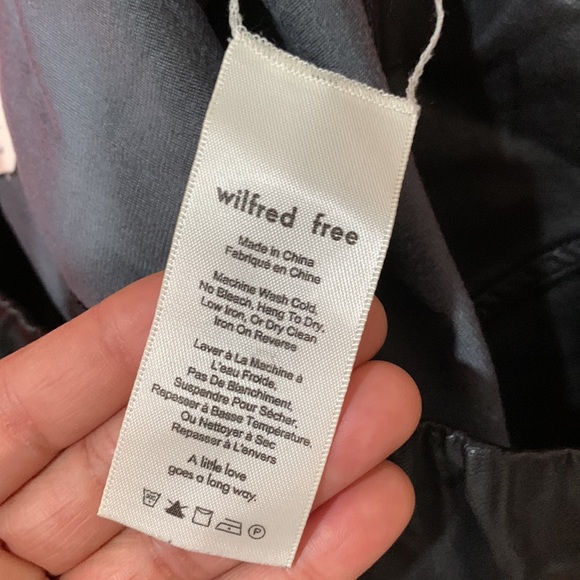 wilfred free
Made in China
Fabriqué en Chine
Machine Wash Cold,
No Bleach, Hang To Dry,
Low Iron, Or Dry Clean
Iron On Reverse
Laver à La Machine à
L'eau Froide,
Pas De Blanchiment,
Suspendre Pour Sécher,
Repasser à Basse Température,
Ou Nettoyer à Sec
Repasser à L'envers
A little love
goes a long way.
30 P